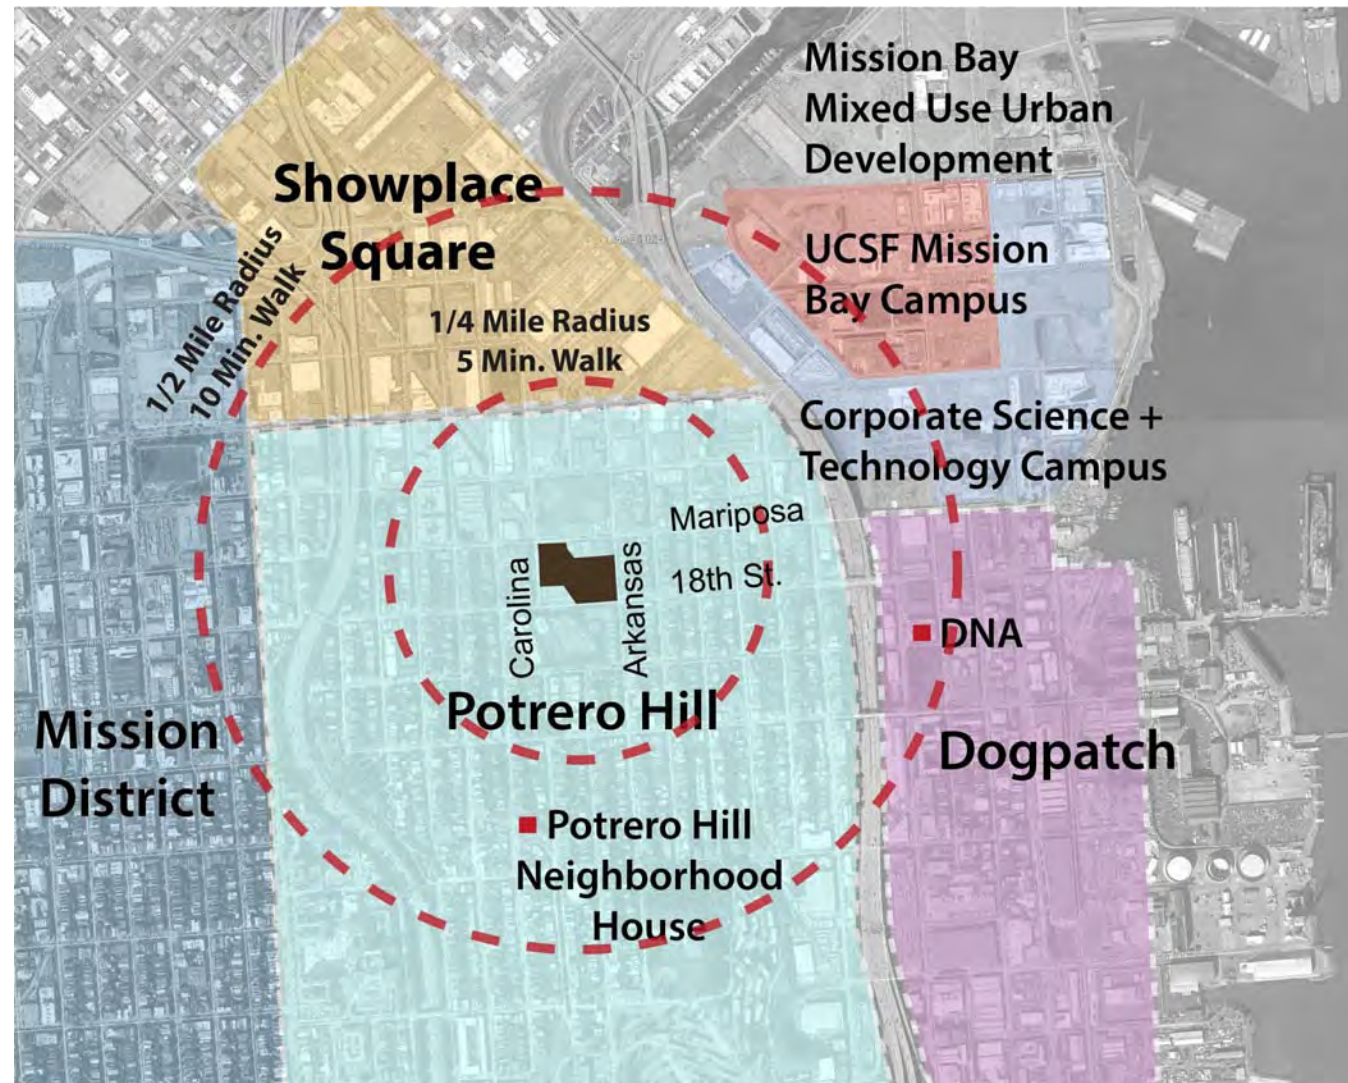 Mission Bay
Mixed Use Urban
Development
Showplace
Square
UCSF Mission
Bay Campus
1/2 Mile Radius
10 Min. Walk
1/4 Mile Radius
5 Min. Walk
Corporate Science +
Technology Campus
Mariposa
18th St.
Carolina
Arkansas
DNA
Potrero Hill
Mission
District
Dogpatch
Potrero Hill
Neighborhood
House